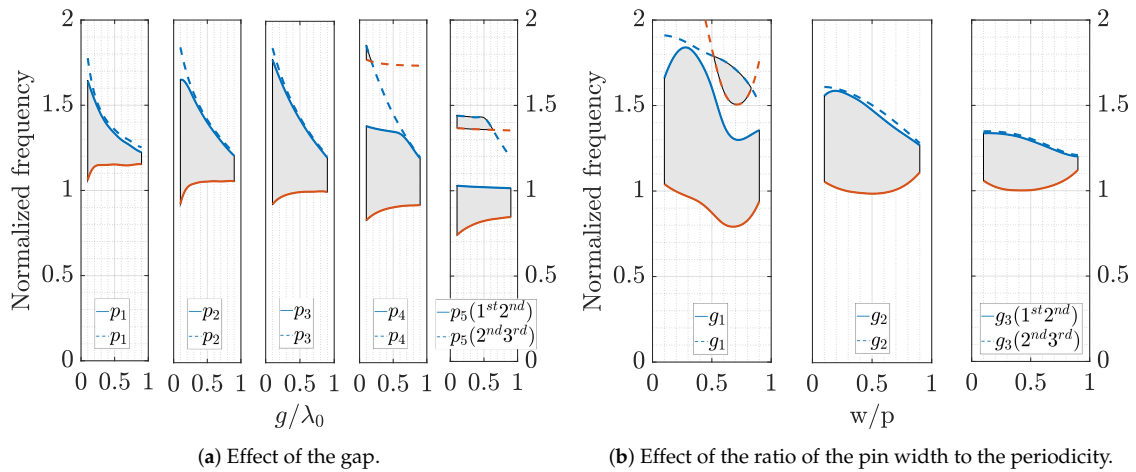 Normalized frequency
2
1.5
1
0.5
0
p₁
p₁
0 0.5 1
p₂
p₂
0 0.5 1
p₃
p₃
0 0.5 1
p₄
p₄
0 0.5 1
p₅(1ˢᵗ2ⁿᵈ)
p₅(2ⁿᵈ3ʳᵈ)
0 0.5 1
2
1.5
1
0.5
0
g/λ₀
(a) Effect of the gap.
Normalized frequency
2
1.5
1
0.5
0
g₁
g₁
0 0.5 1
g₂
g₂
0 0.5 1
g₃(1ˢᵗ2ⁿᵈ)
g₃(2ⁿᵈ3ʳᵈ)
0 0.5 1
2
1.5
1
0.5
0
w/p
(b) Effect of the ratio of the pin width to the periodicity.